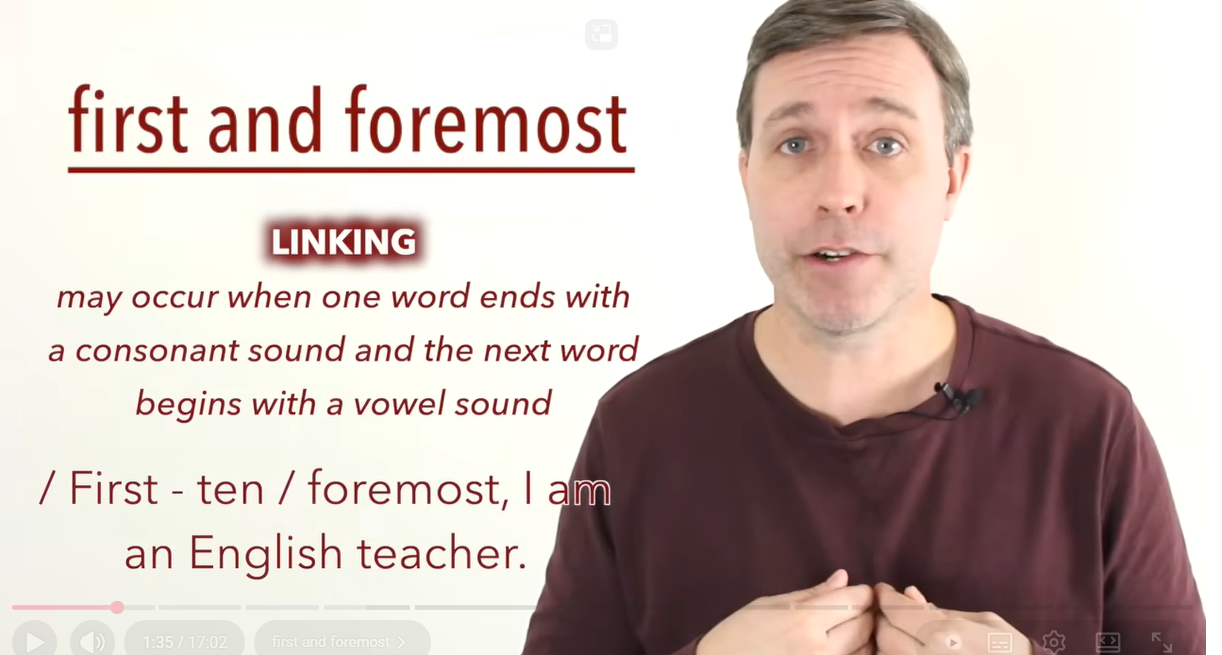 first and foremost
LINKING
may occur when one word ends with
a consonant sound and the next word
begins with a vowel sound
/ First - ten / foremost, I am
an English teacher.
1:35 / 17:02
first and foremost